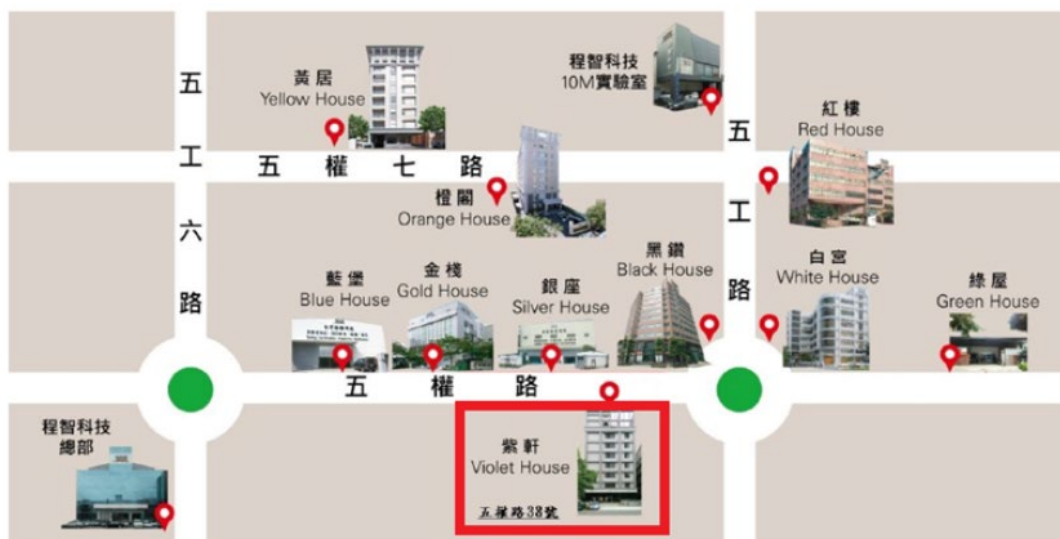 五工六路
黃居
Yellow House
程智科技
10M實驗室
五工路
紅樓
Red House
五權七路
橙閣
Orange House
藍堡
Blue House
金棧
Gold House
銀座
Silver House
黑鑽
Black House
白宮
White House
綠屋
Green House
五權路
程智科技
總部
紫軒
Violet House
五權路38號